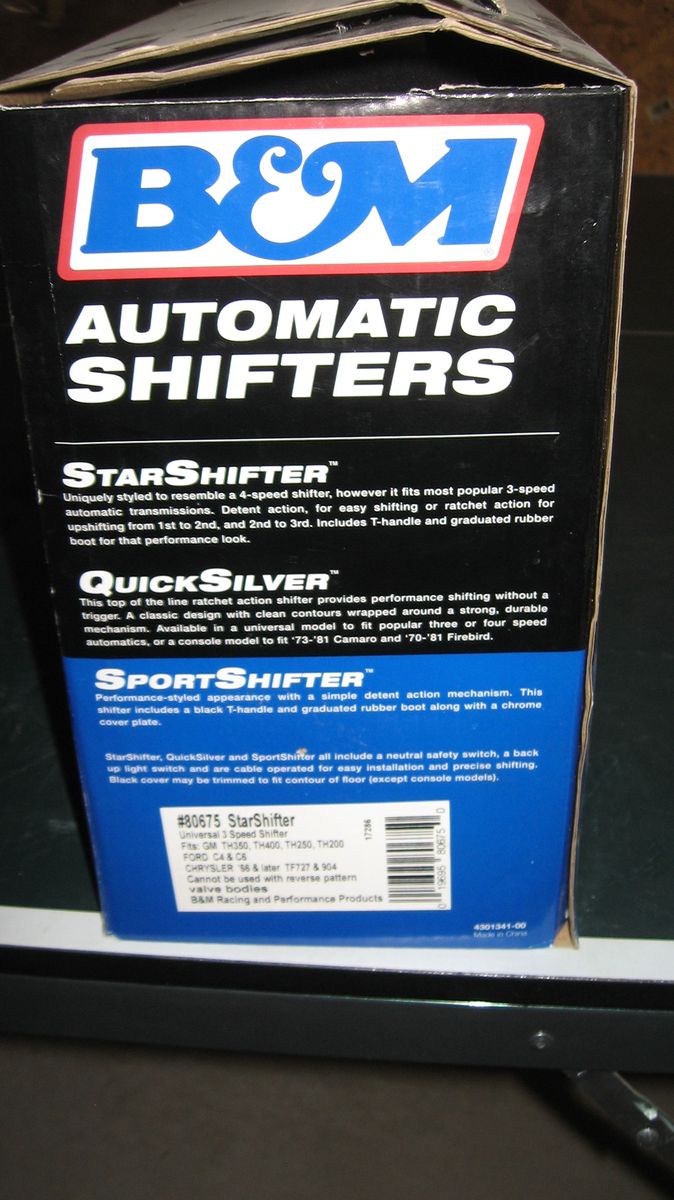 B&M
®
AUTOMATIC
SHIFTERS
STARSHIFTER™
Uniquely styled to resemble a 4-speed shifter, however it fits most popular 3-speed
automatic transmissions. Detent action, for easy shifting or ratchet action for
upshifting from 1st to 2nd, and 2nd to 3rd. Includes T-handle and graduated rubber
boot for that performance look.
QUICKSILVER™
This top of the line ratchet action shifter provides performance shifting without a
trigger. A classic design with clean contours wrapped around a strong, durable
mechanism. Available in a universal model to fit popular three or four speed
automatics, or a console model to fit '73-'81 Camaro and '70-'81 Firebird.
SPORTSHIFTER™
Performance-styled appearance with a simple detent action mechanism. This
shifter includes a black T-handle and graduated rubber boot along with a chrome
cover plate.
StarShifter, QuickSilver and SportShifter all include a neutral safety switch, a back
up light switch and are cable operated for easy installation and precise shifting.
Black cover may be trimmed to fit contour of floor (except console models).
#80675 StarShifter
Universal 3 Speed Shifter
Fits: GM TH350, TH400, TH250, TH200
FORD C4 & C6
CHRYSLER & later TF727 & 904
Cannot be used with reverse pattern
valve bodies
B&M Racing and Performance Products
17286
0 19695 80675 0
4301341-00
Made in China